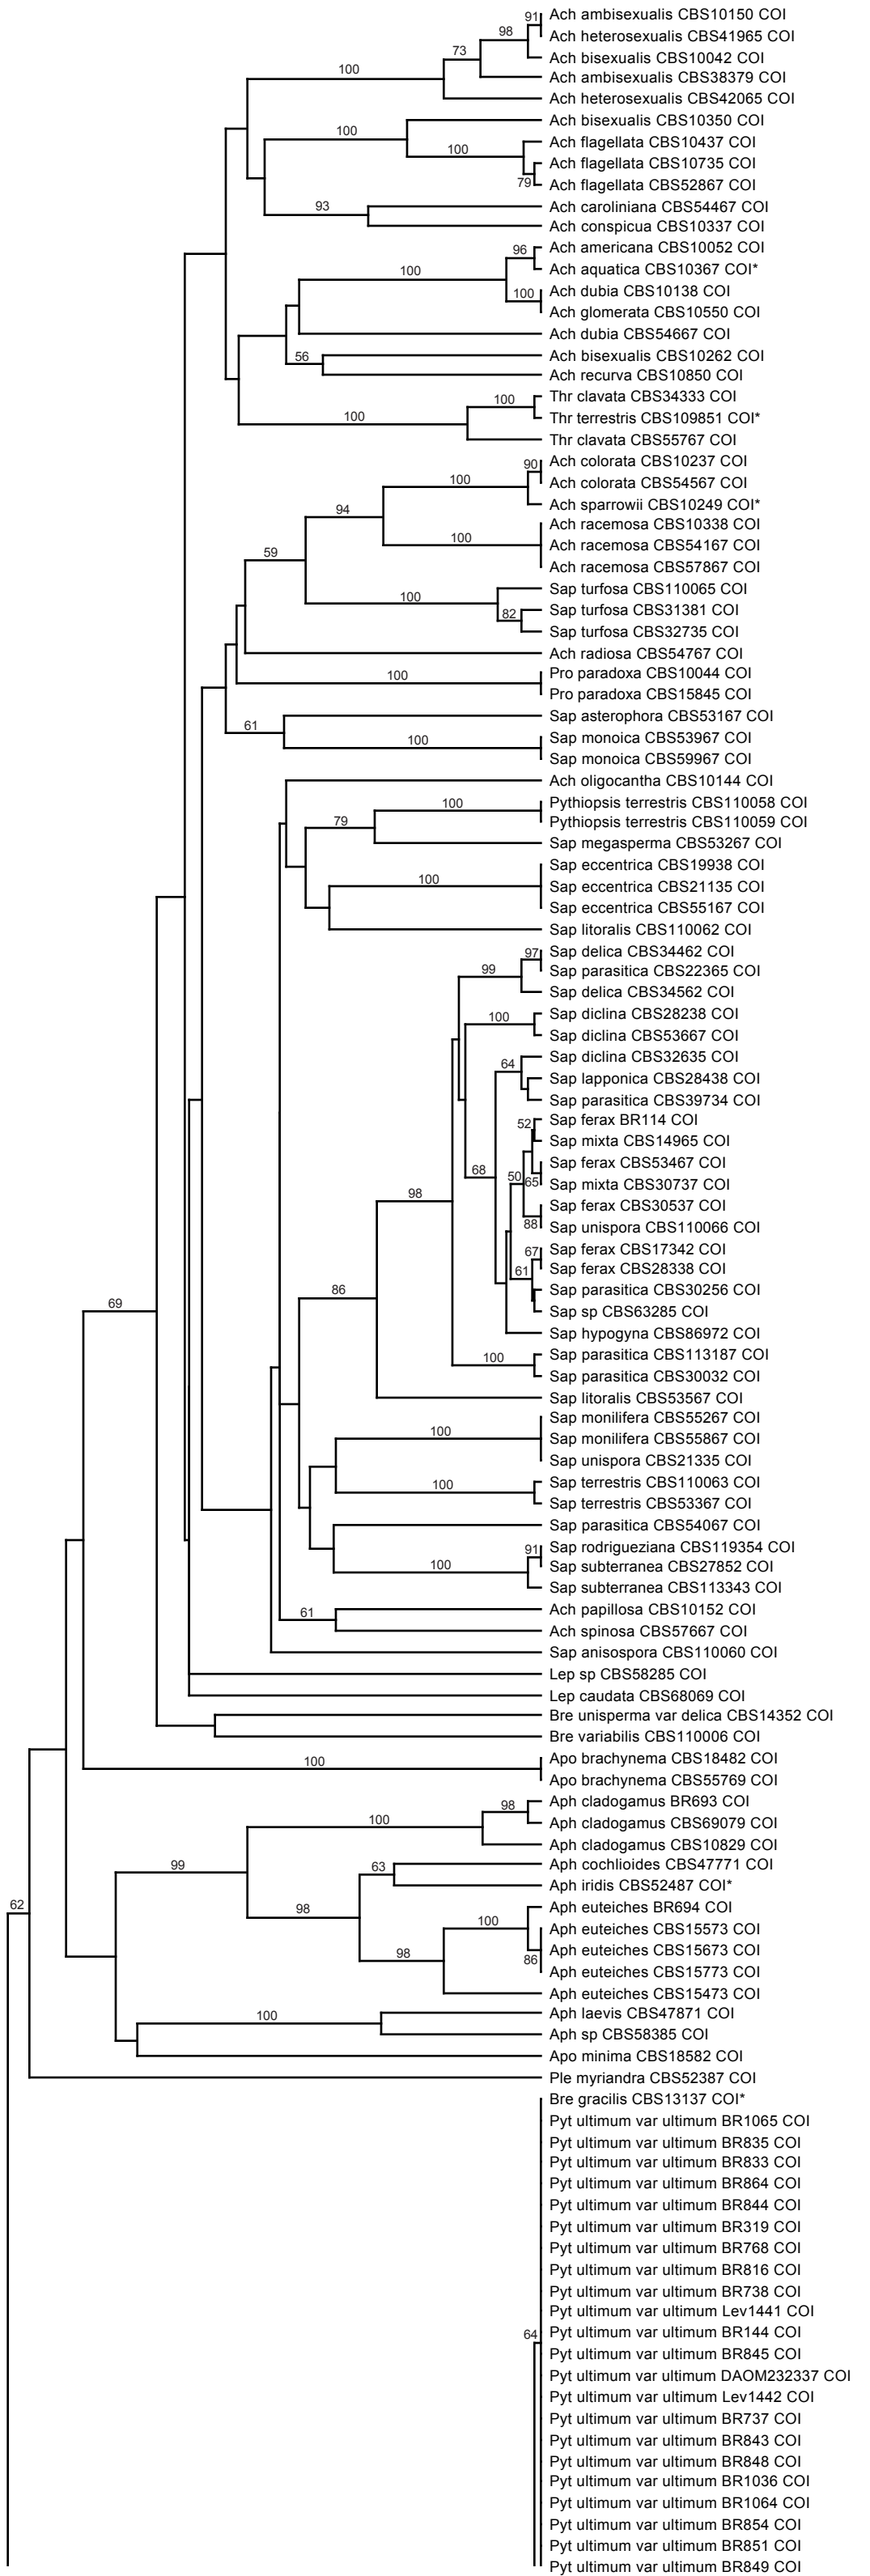 91 Ach ambisexualis CBS10150 COI
98 Ach heterosexualis CBS41965 COI
73 Ach bisexualis CBS10042 COI
100 Ach ambisexualis CBS38379 COI
Ach heterosexualis CBS42065 COI
Ach bisexualis CBS10350 COI
100 Ach flagellata CBS10437 COI
100 Ach flagellata CBS10735 COI
79 Ach flagellata CBS52867 COI
93 Ach caroliniana CBS54467 COI
Ach conspicua CBS10337 COI
96 Ach americana CBS10052 COI
100 Ach aquatica CBS10367 COI*
100 Ach dubia CBS10138 COI
Ach glomerata CBS10550 COI
Ach dubia CBS54667 COI
56 Ach bisexualis CBS10262 COI
Ach recurva CBS10850 COI
100 Thr clavata CBS34333 COI
100 Thr terrestris CBS109851 COI*
Thr clavata CBS55767 COI
90 Ach colorata CBS10237 COI
100 Ach colorata CBS54567 COI
94 Ach sparrowii CBS10249 COI*
Ach racemosa CBS10338 COI
100 Ach racemosa CBS54167 COI
59 Ach racemosa CBS57867 COI
100 Sap turfosa CBS110065 COI
82 Sap turfosa CBS31381 COI
Sap turfosa CBS32735 COI
Ach radiosa CBS54767 COI
100 Pro paradoxa CBS10044 COI
Pro paradoxa CBS15845 COI
61 Sap asterophora CBS53167 COI
100 Sap monoica CBS53967 COI
Sap monoica CBS59967 COI
Ach oligocantha CBS10144 COI
100 Pythiopsis terrestris CBS110058 COI
79 Pythiopsis terrestris CBS110059 COI
Sap megasperma CBS53267 COI
Sap eccentrica CBS19938 COI
100 Sap eccentrica CBS21135 COI
Sap eccentrica CBS55167 COI
Sap litoralis CBS110062 COI
97 Sap delica CBS34462 COI
99 Sap parasitica CBS22365 COI
Sap delica CBS34562 COI
100 Sap diclina CBS28238 COI
Sap diclina CBS53667 COI
64 Sap diclina CBS32635 COI
Sap lapponica CBS28438 COI
Sap parasitica CBS39734 COI
52 Sap ferax BR114 COI
Sap mixta CBS14965 COI
68 50 Sap ferax CBS53467 COI
65 Sap mixta CBS30737 COI
98 Sap ferax CBS30537 COI
88 Sap unispora CBS110066 COI
67 Sap ferax CBS17342 COI
61 Sap ferax CBS28338 COI
86 Sap parasitica CBS30256 COI
69 Sap sp CBS63285 COI
Sap hypogyna CBS86972 COI
100 Sap parasitica CBS113187 COI
Sap parasitica CBS30032 COI
Sap litoralis CBS53567 COI
Sap monilifera CBS55267 COI
100 Sap monilifera CBS55867 COI
Sap unispora CBS21335 COI
100 Sap terrestris CBS110063 COI
Sap terrestris CBS53367 COI
Sap parasitica CBS54067 COI
91 Sap rodrigueziana CBS119354 COI
100 Sap subterranea CBS27852 COI
Sap subterranea CBS113343 COI
61 Ach papillosa CBS10152 COI
Ach spinosa CBS57667 COI
Sap anisospora CBS110060 COI
Lep sp CBS58285 COI
Lep caudata CBS68069 COI
Bre unisperma var delica CBS14352 COI
Bre variabilis CBS110006 COI
100 Apo brachynema CBS18482 COI
Apo brachynema CBS55769 COI
98 Aph cladogamus BR693 COI
100 Aph cladogamus CBS69079 COI
Aph cladogamus CBS10829 COI
99 63 Aph cochlioides CBS47771 COI
Aph iridis CBS52487 COI*
62 98 Aph euteiches BR694 COI
100 Aph euteiches CBS15573 COI
98 86 Aph euteiches CBS15673 COI
Aph euteiches CBS15773 COI
Aph euteiches CBS15473 COI
100 Aph laevis CBS47871 COI
Aph sp CBS58385 COI
Apo minima CBS18582 COI
Ple myriandra CBS52387 COI
Bre gracilis CBS13137 COI*
Pyt ultimum var ultimum BR1065 COI
Pyt ultimum var ultimum BR835 COI
Pyt ultimum var ultimum BR833 COI
Pyt ultimum var ultimum BR864 COI
Pyt ultimum var ultimum BR844 COI
Pyt ultimum var ultimum BR319 COI
Pyt ultimum var ultimum BR768 COI
Pyt ultimum var ultimum BR816 COI
Pyt ultimum var ultimum BR738 COI
Pyt ultimum var ultimum Lev1441 COI
64 Pyt ultimum var ultimum BR144 COI
Pyt ultimum var ultimum BR845 COI
Pyt ultimum var ultimum DAOM232337 COI
Pyt ultimum var ultimum Lev1442 COI
Pyt ultimum var ultimum BR737 COI
Pyt ultimum var ultimum BR843 COI
Pyt ultimum var ultimum BR848 COI
Pyt ultimum var ultimum BR1036 COI
Pyt ultimum var ultimum BR1064 COI
Pyt ultimum var ultimum BR854 COI
Pyt ultimum var ultimum BR851 COI
Pyt ultimum var ultimum BR849 COI